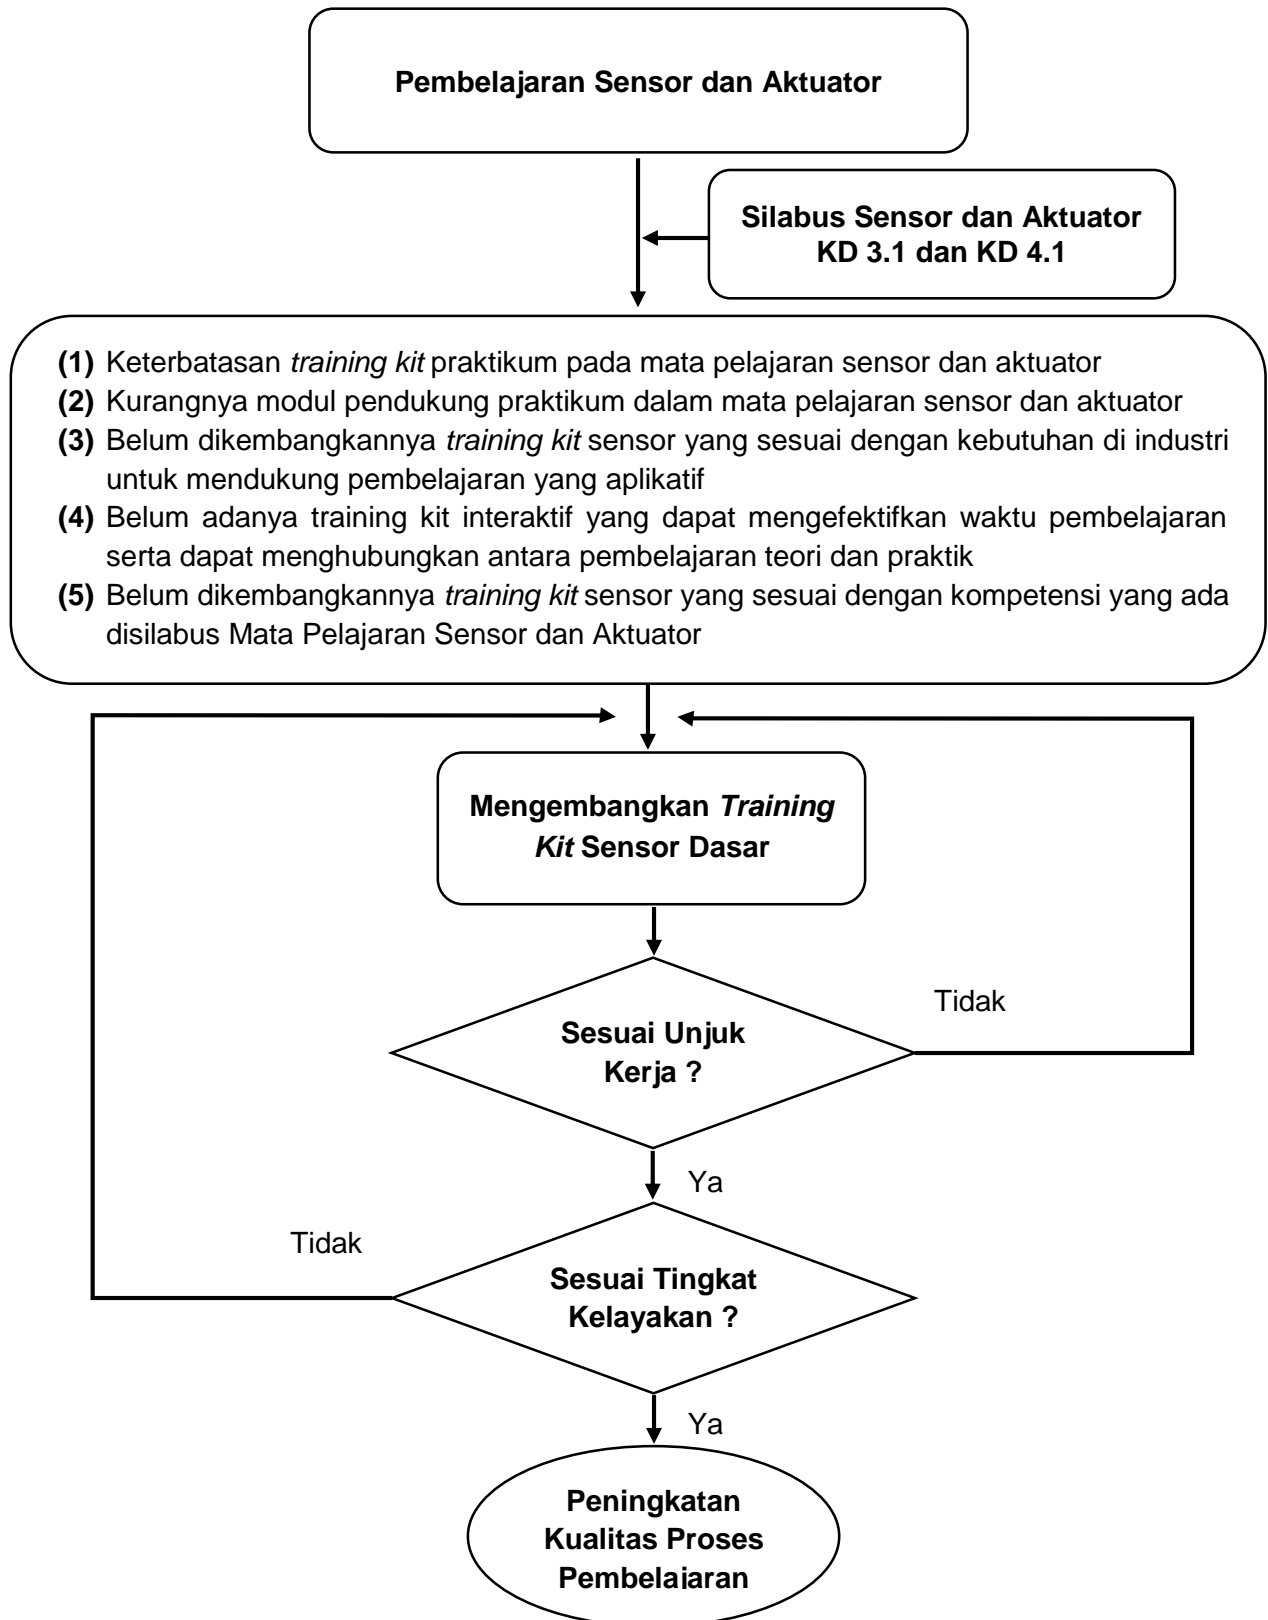 Pembelajaran Sensor dan Aktuator
Silabus Sensor dan Aktuator
KD 3.1 dan KD 4.1
(1) Keterbatasan training kit praktikum pada mata pelajaran sensor dan aktuator
(2) Kurangnya modul pendukung praktikum dalam mata pelajaran sensor dan aktuator
(3) Belum dikembangkannya training kit sensor yang sesuai dengan kebutuhan di industri
untuk mendukung pembelajaran yang aplikatif
(4) Belum adanya training kit interaktif yang dapat mengefektifkan waktu pembelajaran
serta dapat menghubungkan antara pembelajaran teori dan praktik
(5) Belum dikembangkannya training kit sensor yang sesuai dengan kompetensi yang ada
disilabus Mata Pelajaran Sensor dan Aktuator
Mengembangkan Training
Kit Sensor Dasar
Tidak
Sesuai Unjuk
Kerja ?
Ya
Tidak
Sesuai Tingkat
Kelayakan ?
Ya
Peningkatan
Kualitas Proses
Pembelajaran